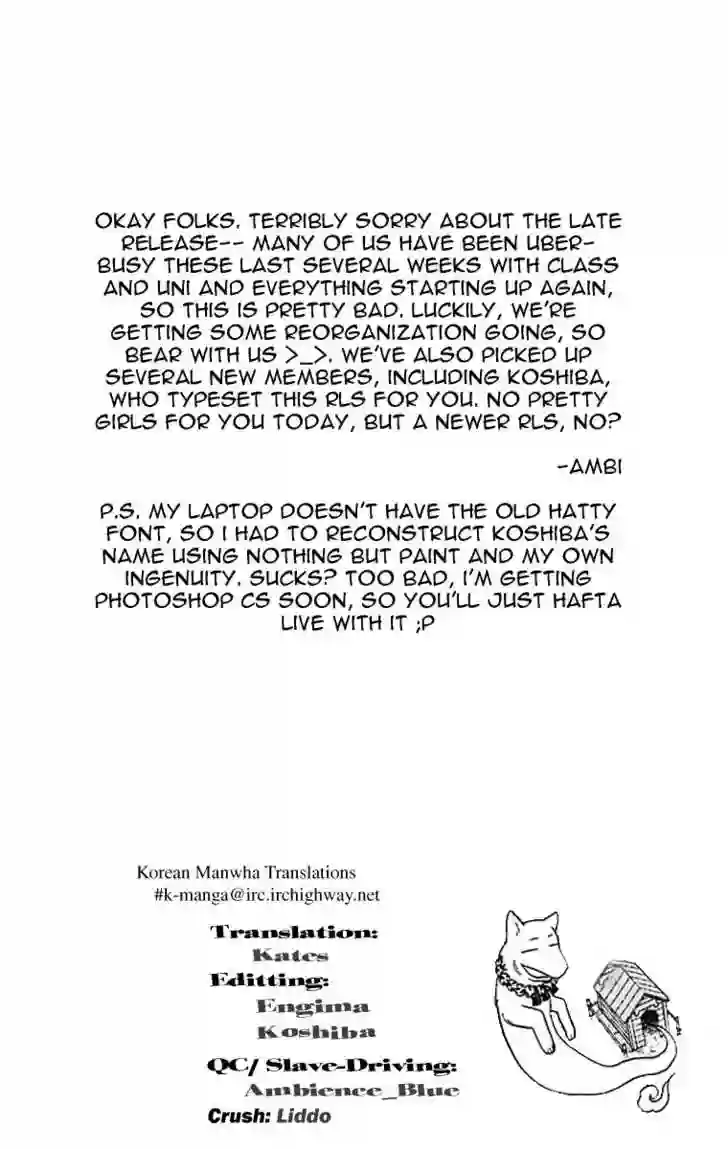 OKAY FOLKS. TERRIBLY SORRY ABOUT THE LATE
RELEASE-- MANY OF US HAVE BEEN UBER-
BUSY THESE LAST SEVERAL WEEKS WITH CLASS
AND UNI AND EVERYTHING STARTING UP AGAIN,
SO THIS IS PRETTY BAD. LUCKILY, WE'RE
GETTING SOME REORGANIZATION GOING, SO
BEAR WITH US >_>. WE'VE ALSO PICKED UP
SEVERAL NEW MEMBERS, INCLUDING KOSHIBA,
WHO TYPESET THIS RLS FOR YOU. NO PRETTY
GIRLS FOR YOU TODAY, BUT A NEWER RLS, NO?
-AMBI
P.S. MY LAPTOP DOESN'T HAVE THE OLD HATTY
FONT, SO I HAD TO RECONSTRUCT KOSHIBA'S
NAME USING NOTHING BUT PAINT AND MY OWN
INGENUITY. SUCKS? TOO BAD, I'M GETTING
PHOTOSHOP CS SOON, SO YOU'LL JUST HAFTA
LIVE WITH IT ;P
Korean Manwha Translations
#k-manga@irc.irchighway.net
Translation:
Kates
Editting:
Engima
Koshiba
QC/ Slave-Driving:
Ambience_Blue
Crush: Liddo